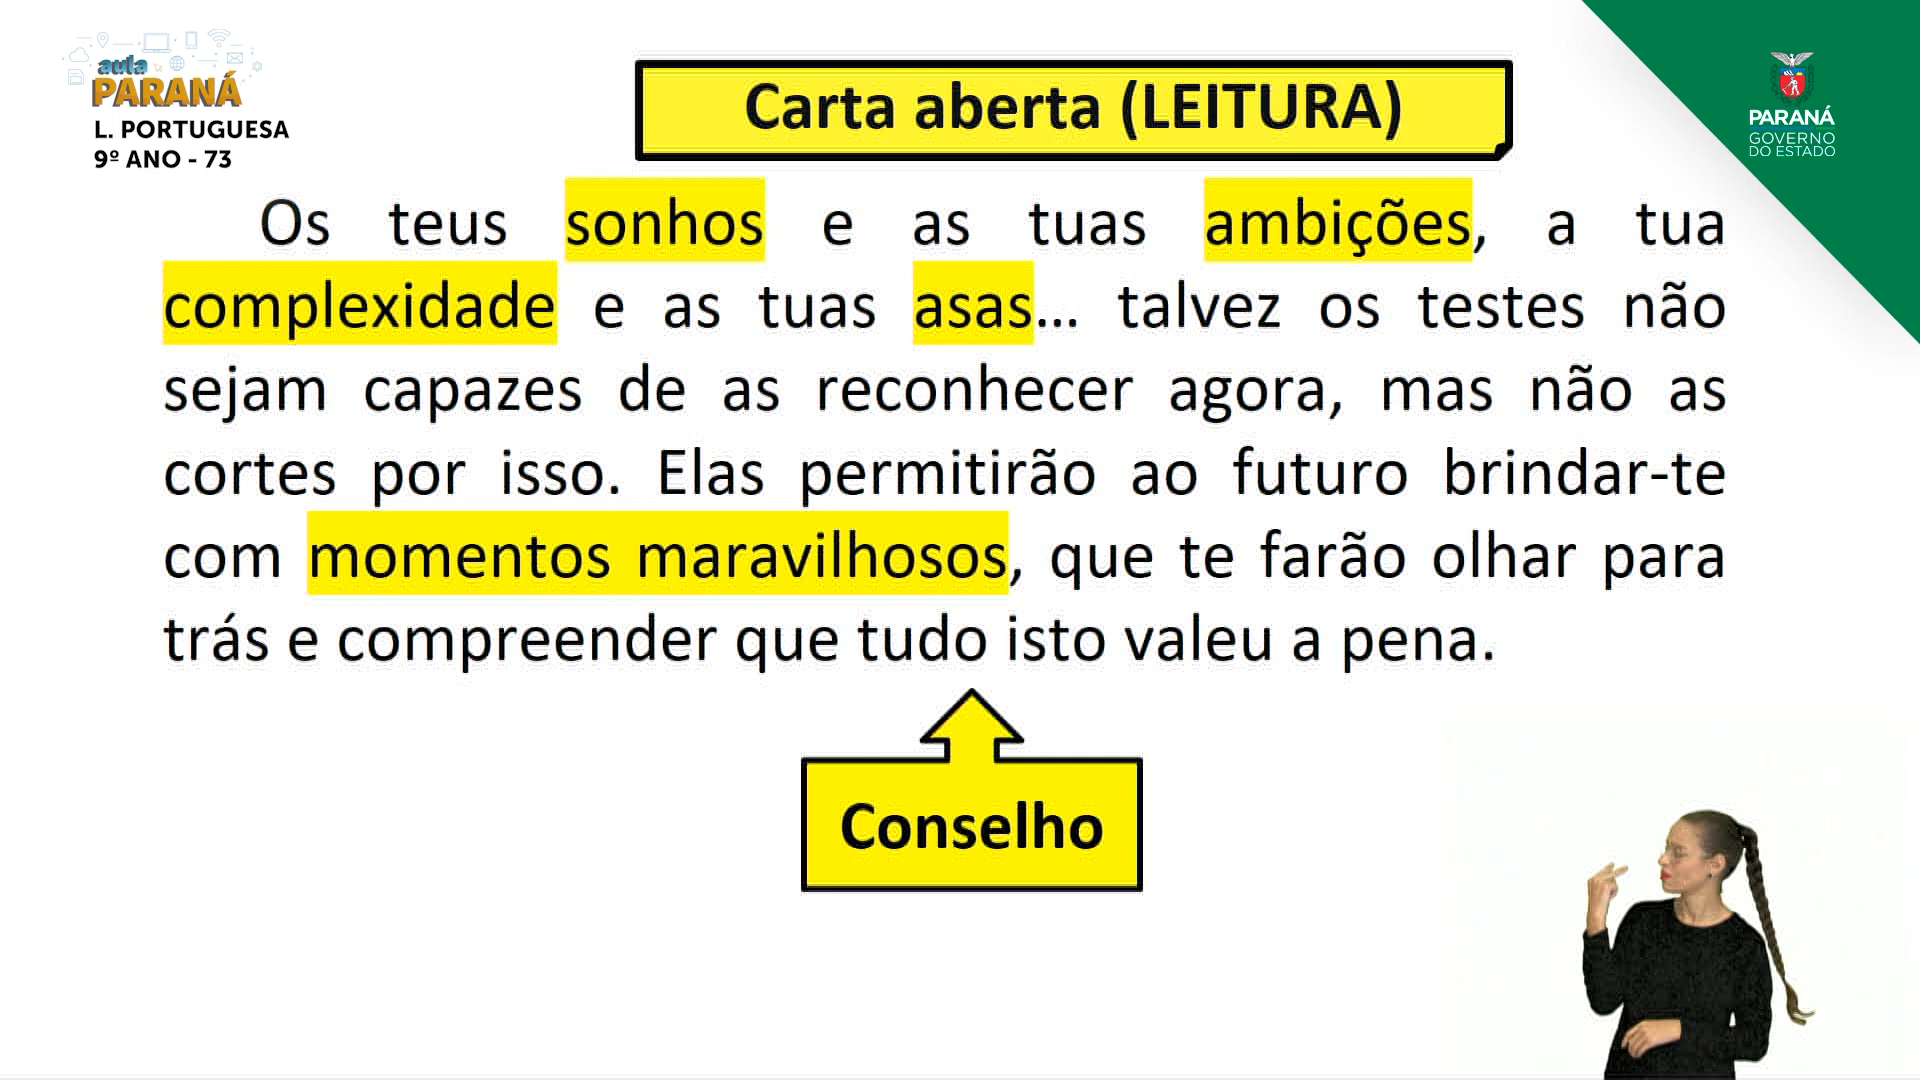 aula
PARANÁ
L. PORTUGUESA
9º ANO - 73
Carta aberta (LEITURA)
PARANÁ
GOVERNO
DO ESTADO
Os teus sonhos e as tuas ambições, a tua
complexidade e as tuas asas... talvez os testes não
sejam capazes de as reconhecer agora, mas não as
cortes por isso. Elas permitirão ao futuro brindar-te
com momentos maravilhosos, que te farão olhar para
trás e compreender que tudo isto valeu a pena.
Conselho